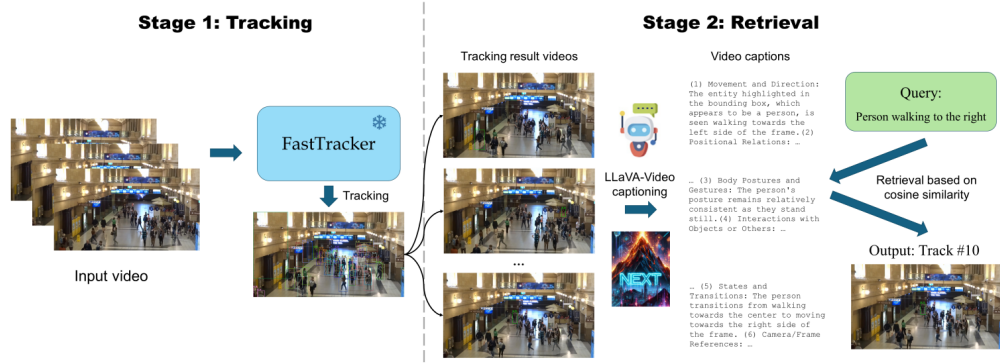 Stage 1: Tracking
Input video
FastTracker
Tracking
Stage 2: Retrieval
Tracking result videos
...
Video captions
LLaVA-Video
captioning
NEXT
(1) Movement and Direction:
The entity highlighted in
the bounding box, which
appears to be a person, is
seen walking towards the
left side of the frame.(2)
Positional Relations: …
… (3) Body Postures and
Gestures: The person's
posture remains relatively
consistent as they stand
still.(4) Interactions with
Objects or Others: …
… (5) States and
Transitions: The person
transitions from walking
towards the center to moving
towards the right side of
the frame. (6) Camera/Frame
References: …
Query:
Person walking to the right
Retrieval based on
cosine similarity
Output: Track #10